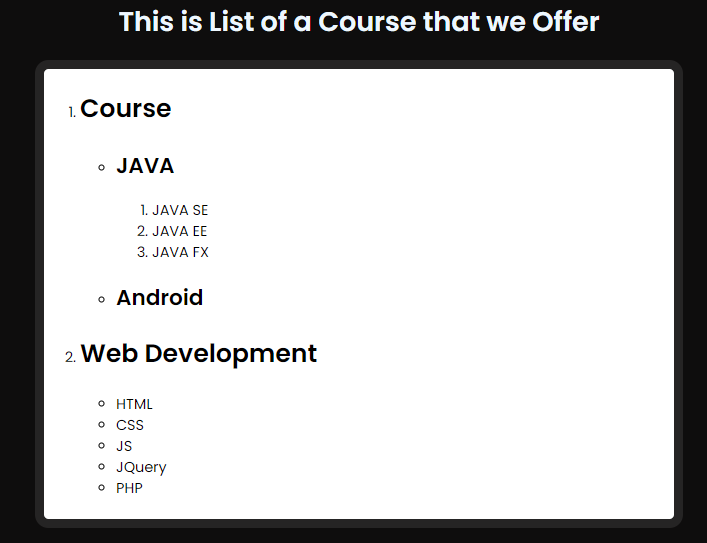 This is List of a Course that we Offer
1. Course
JAVA
1. JAVA SE
2. JAVA EE
3. JAVA FX
Android
2. Web Development
HTML
CSS
JS
JQuery
PHP